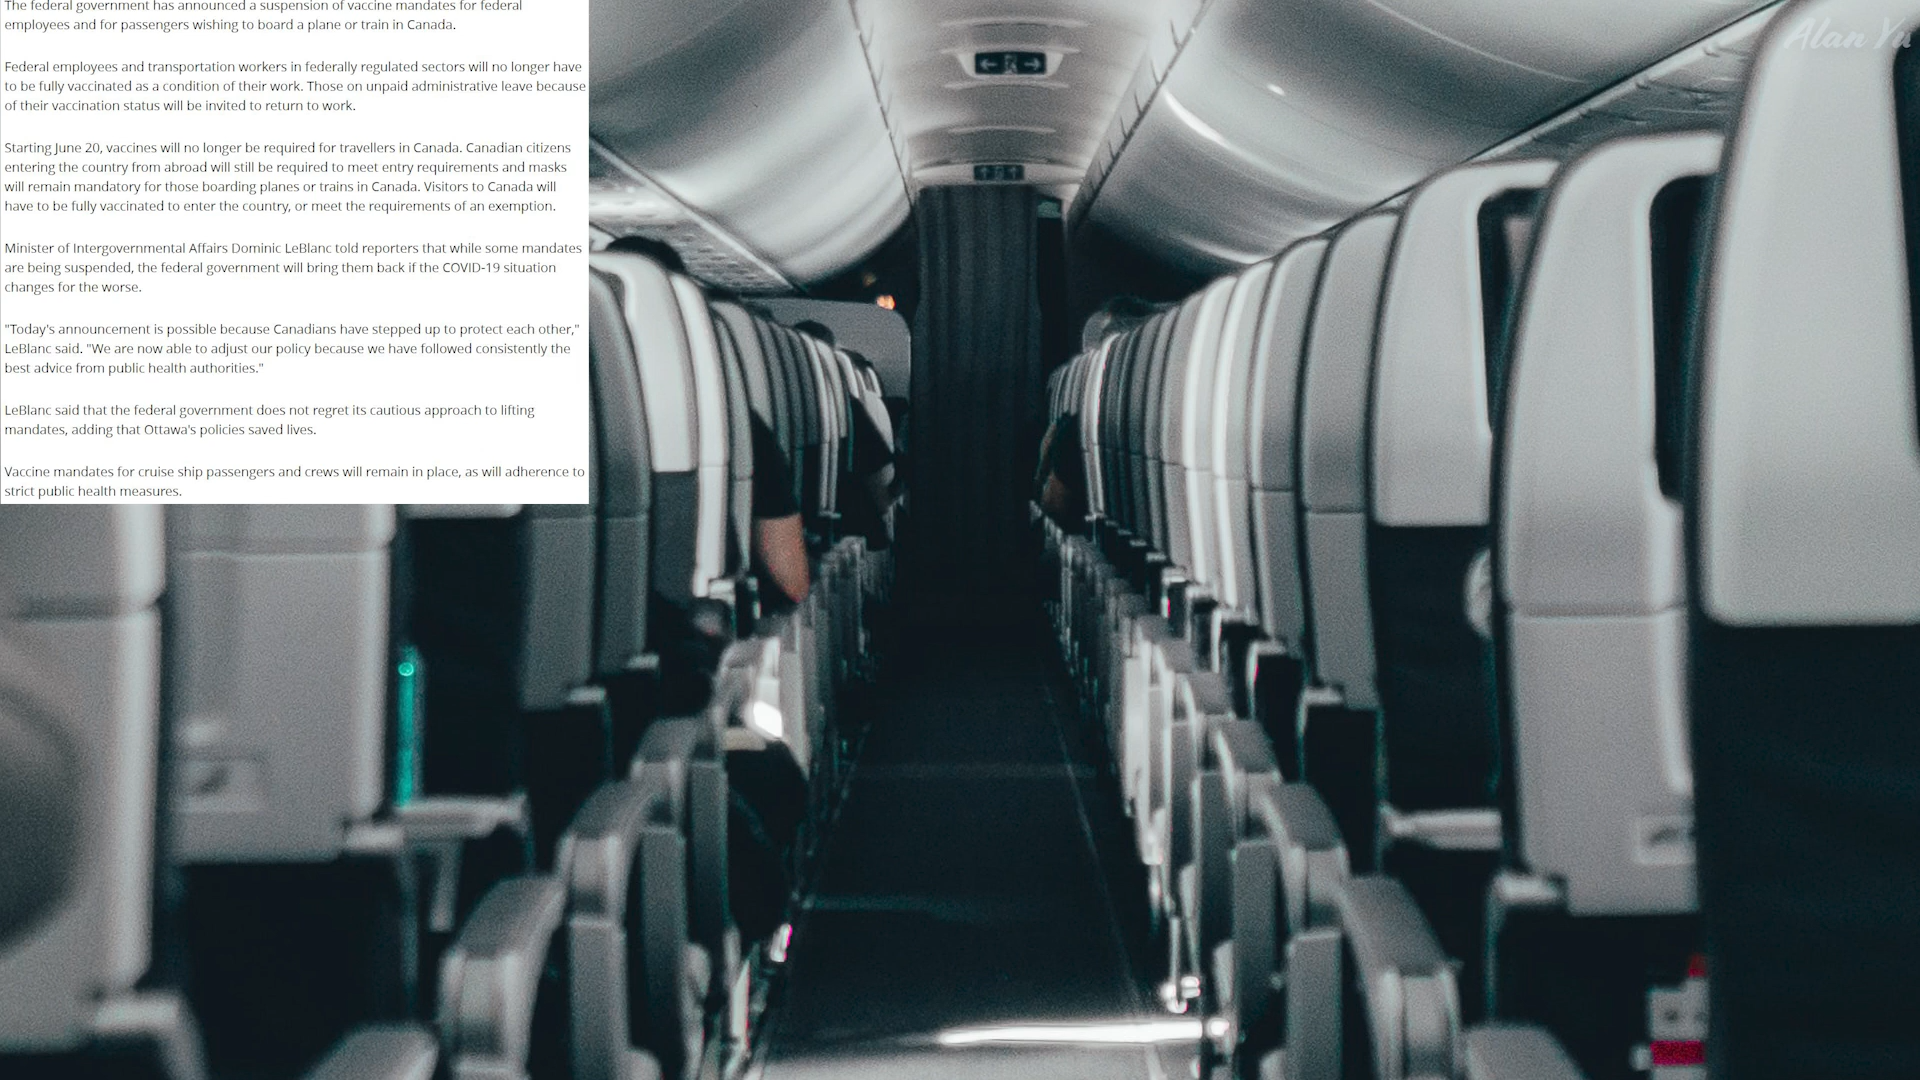 The federal government has announced a suspension of vaccine mandates for federal
employees and for passengers wishing to board a plane or train in Canada.
Federal employees and transportation workers in federally regulated sectors will no longer have
to be fully vaccinated as a condition of their work. Those on unpaid administrative leave because
of their vaccination status will be invited to return to work.
Starting June 20, vaccines will no longer be required for travellers in Canada. Canadian citizens
entering the country from abroad will still be required to meet entry requirements and masks
will remain mandatory for those boarding planes or trains in Canada. Visitors to Canada will
have to be fully vaccinated to enter the country, or meet the requirements of an exemption.
Minister of Intergovernmental Affairs Dominic LeBlanc told reporters that while some mandates
are being suspended, the federal government will bring them back if the COVID-19 situation
changes for the worse.
"Today's announcement is possible because Canadians have stepped up to protect each other,"
LeBlanc said. "We are now able to adjust our policy because we have followed consistently the
best advice from public health authorities."
LeBlanc said that the federal government does not regret its cautious approach to lifting
mandates, adding that Ottawa's policies saved lives.
Vaccine mandates for cruise ship passengers and crews will remain in place, as will adherence to
strict public health measures.
Alan Yu